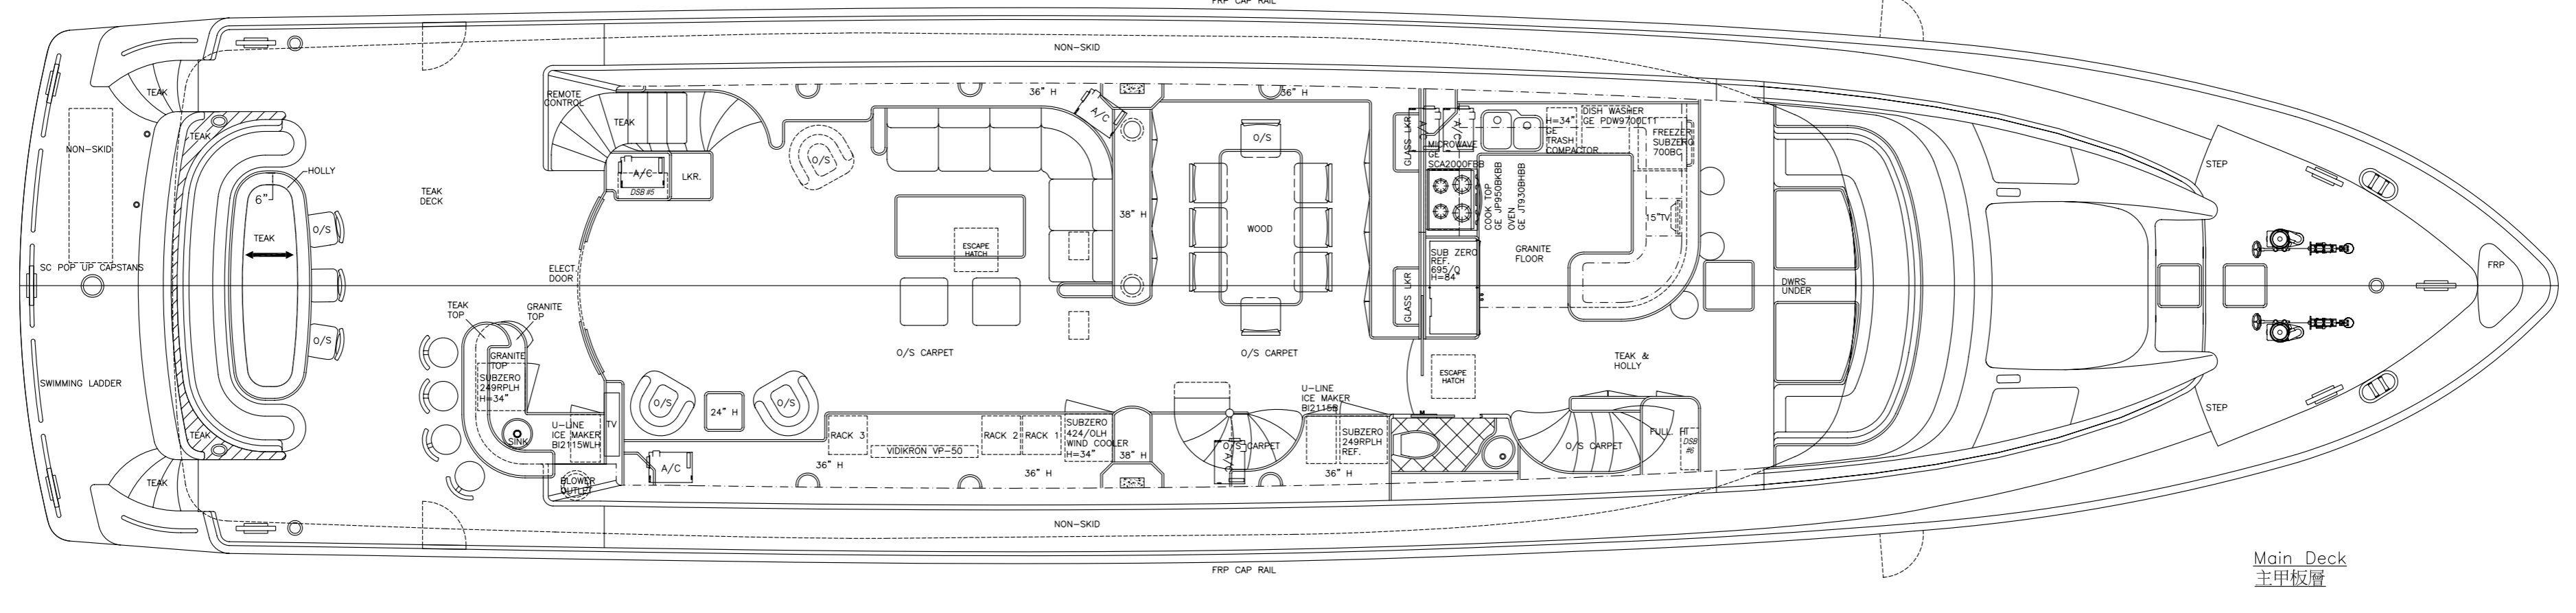 FRP CAP RAIL
NON-SKID
TEAK
NON-SKID
TEAK
HOLLY
6"
TEAK
O/S
O/S
SC POP UP CAPSTANS
SWIMMING LADDER
TEAK
TEAK
TEAK
DECK
REMOTE
CONTROL
TEAK
A/C
DSB #5
LKR.
ELECT.
DOOR
TEAK
TOP
GRANITE
TOP
GRANITE
TOP
SUBZERO
249RPLH
H=34"
SINK
U-LINE
ICE MAKER
BI2115WLH
TV
BLOWER
OUTLET
A/C
O/S
36" H
A/C
38" H
ESCAPE
HATCH
O/S CARPET
O/S
24" H
O/S
RACK 3
VIDIKRON VP-50
RACK 2
RACK 1
SUBZERO
424/OLH
WIND COOLER
H=34"
38" H
36" H
36" H
36" H
O/S
WOOD
O/S CARPET
O/S CARPET
A/C
U-LINE
ICE MAKER
BI2115B
SUBZERO
249RPLH
REF.
36" H
GLASS LKR.
GLASS LKR
A/C
A/C
MICROWAVE
GE
SCA2000FBB
COOK TOP
GE JP950BKBB
OVEN
GE JT930BHBB
H=34"
GE
TRASH
COMPACTOR
DISH WASHER
GE PDW9700L11
FREEZER
SUBZERO
700BC
15"TV
SUB ZERO
REF.
695/Q
H=84"
GRANITE
FLOOR
ESCAPE
HATCH
TEAK &
HOLLY
O/S CARPET
FULL. HT
DSB
#6
DWRS
UNDER
STEP
STEP
FRP
NON-SKID
FRP CAP RAIL
Main Deck
主甲板層